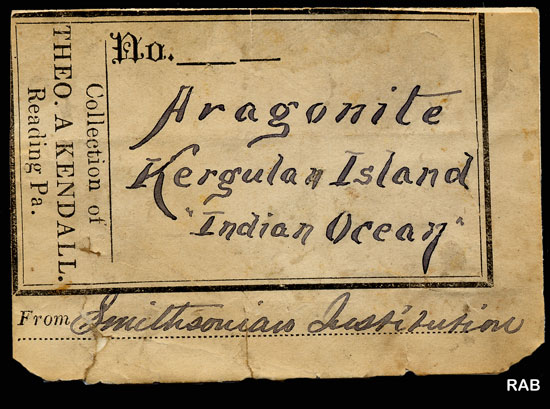 Collection of
THEO. A KENDALL.
Reading Pa.
No.
Aragonite
Kergulan Island
"Indian Ocean"
From Smithsonian Institution
RAB